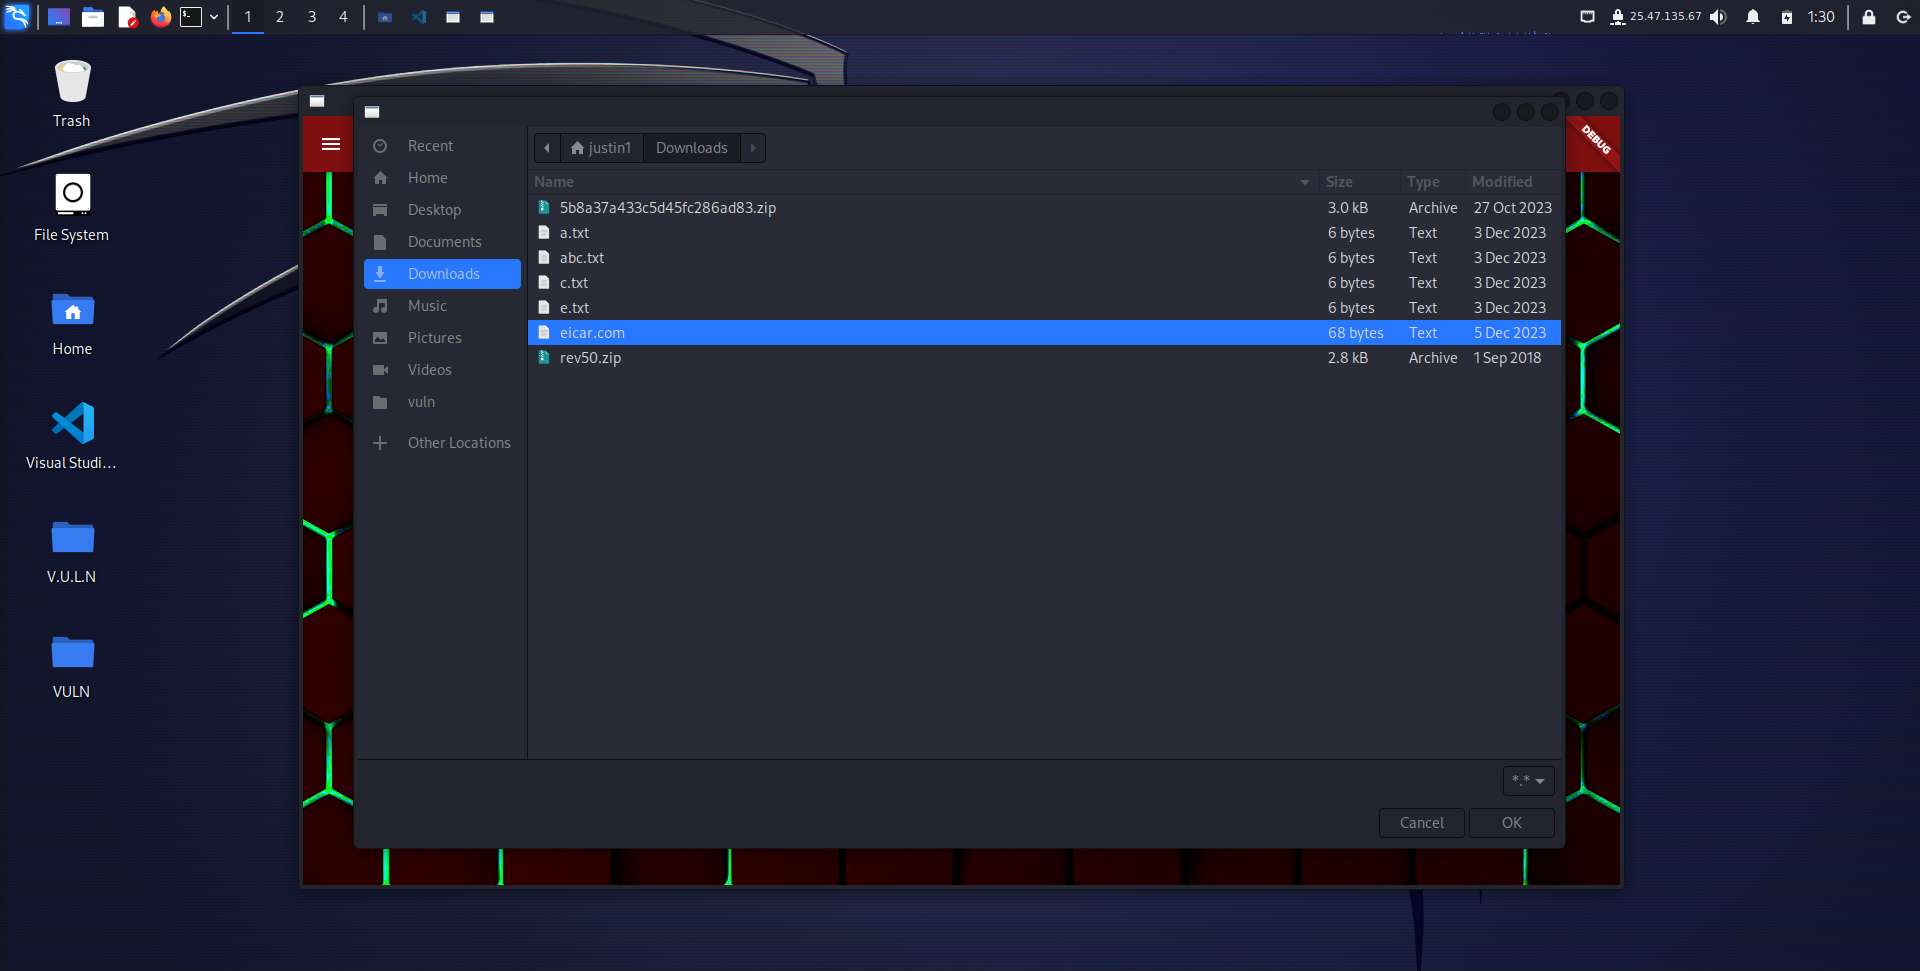 1 2 3 4 25.47.135.67 1:30
Trash
File System
Home
Visual Studi...
V.U.L.N
VULN
DEBUG
Recent
Home
Desktop
Documents
Downloads
Music
Pictures
Videos
vuln
Other Locations
justin1 Downloads
Name Size Type Modified
5b8a37a433c5d45fc286ad83.zip 3.0 kB Archive 27 Oct 2023
a.txt 6 bytes Text 3 Dec 2023
abc.txt 6 bytes Text 3 Dec 2023
c.txt 6 bytes Text 3 Dec 2023
e.txt 6 bytes Text 3 Dec 2023
eicar.com 68 bytes Text 5 Dec 2023
rev50.zip 2.8 kB Archive 1 Sep 2018
*.*
Cancel OK